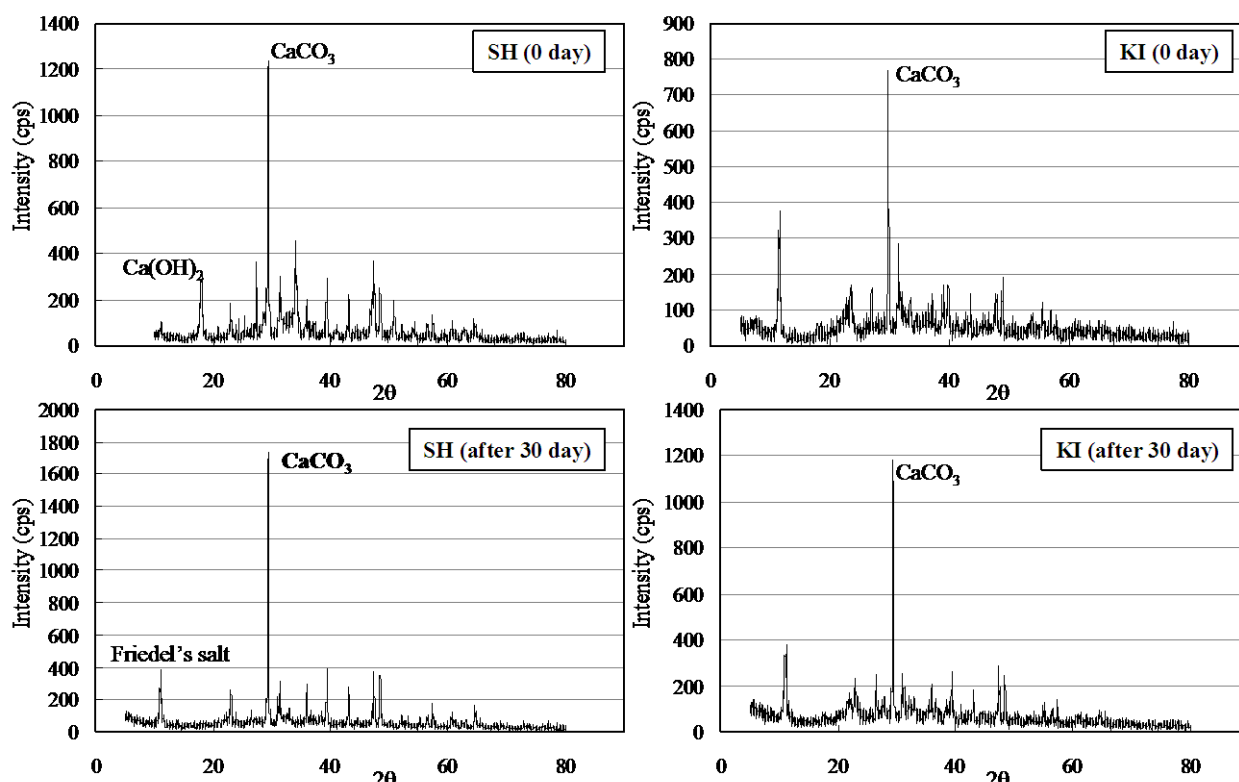 1400
1200
1000
800
600
400
200
0
Intensity (cps)
SH (0 day)
CaCO₃
Ca(OH)₂
0 20 40 60 80
2θ
900
800
700
600
500
400
300
200
100
0
Intensity (cps)
KI (0 day)
CaCO₃
0 20 40 60 80
2θ
2000
1800
1600
1400
1200
1000
800
600
400
200
0
Intensity (cps)
SH (after 30 day)
CaCO₃
Friedel's salt
0 20 40 60 80
2θ
1400
1200
1000
800
600
400
200
0
Intensity (cps)
KI (after 30 day)
CaCO₃
0 20 40 60 80
2θ